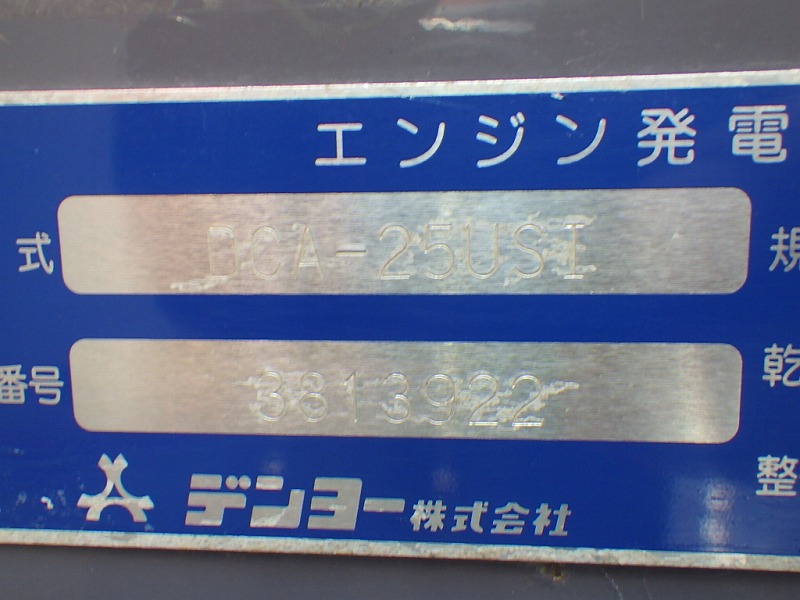 エンジン発電
式 DCA-25USI 規
番号 3813922 乾
整
デンヨー株式会社